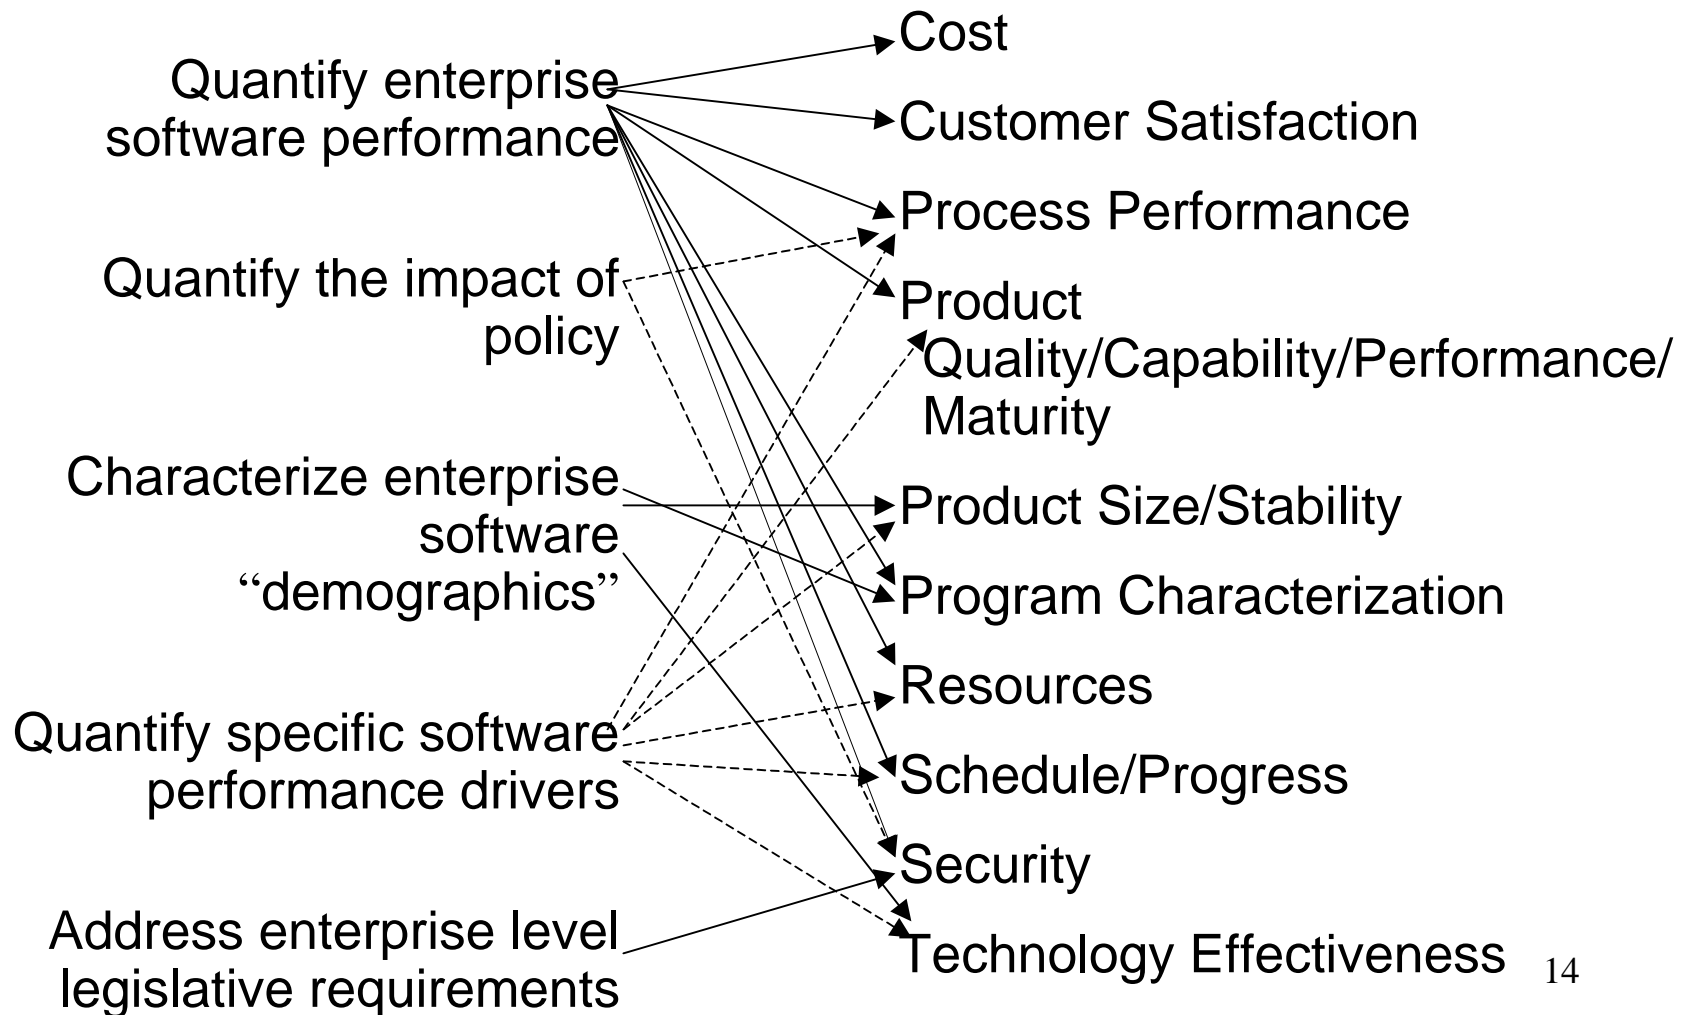 Quantify enterprise
software performance
Quantify the impact of
policy
Characterize enterprise
software
“demographics”
Quantify specific software
performance drivers
Address enterprise level
legislative requirements
Cost
Customer Satisfaction
Process Performance
Product
Quality/Capability/Performance/
Maturity
Product Size/Stability
Program Characterization
Resources
Schedule/Progress
Security
Technology Effectiveness
14